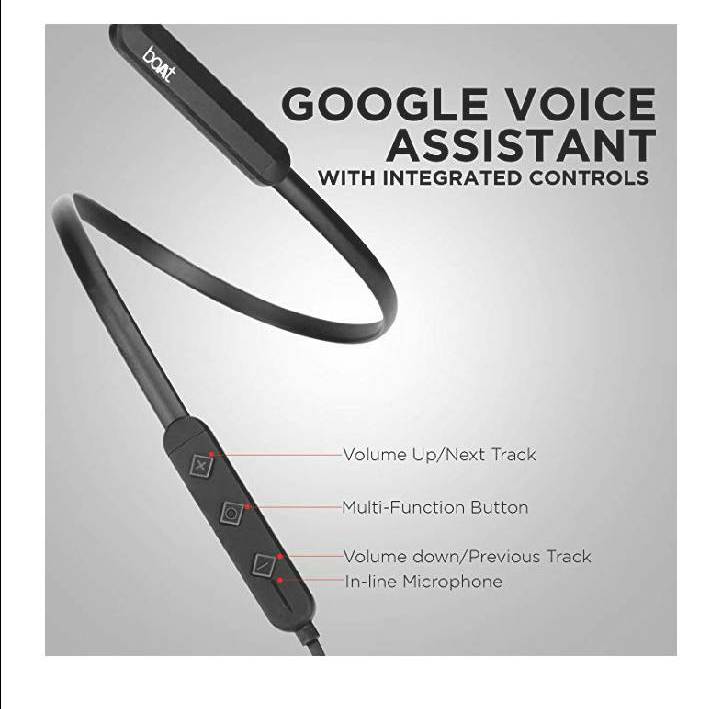 boAt
GOOGLE VOICE
ASSISTANT
WITH INTEGRATED CONTROLS
Volume Up/Next Track
Multi-Function Button
Volume down/Previous Track
In-line Microphone